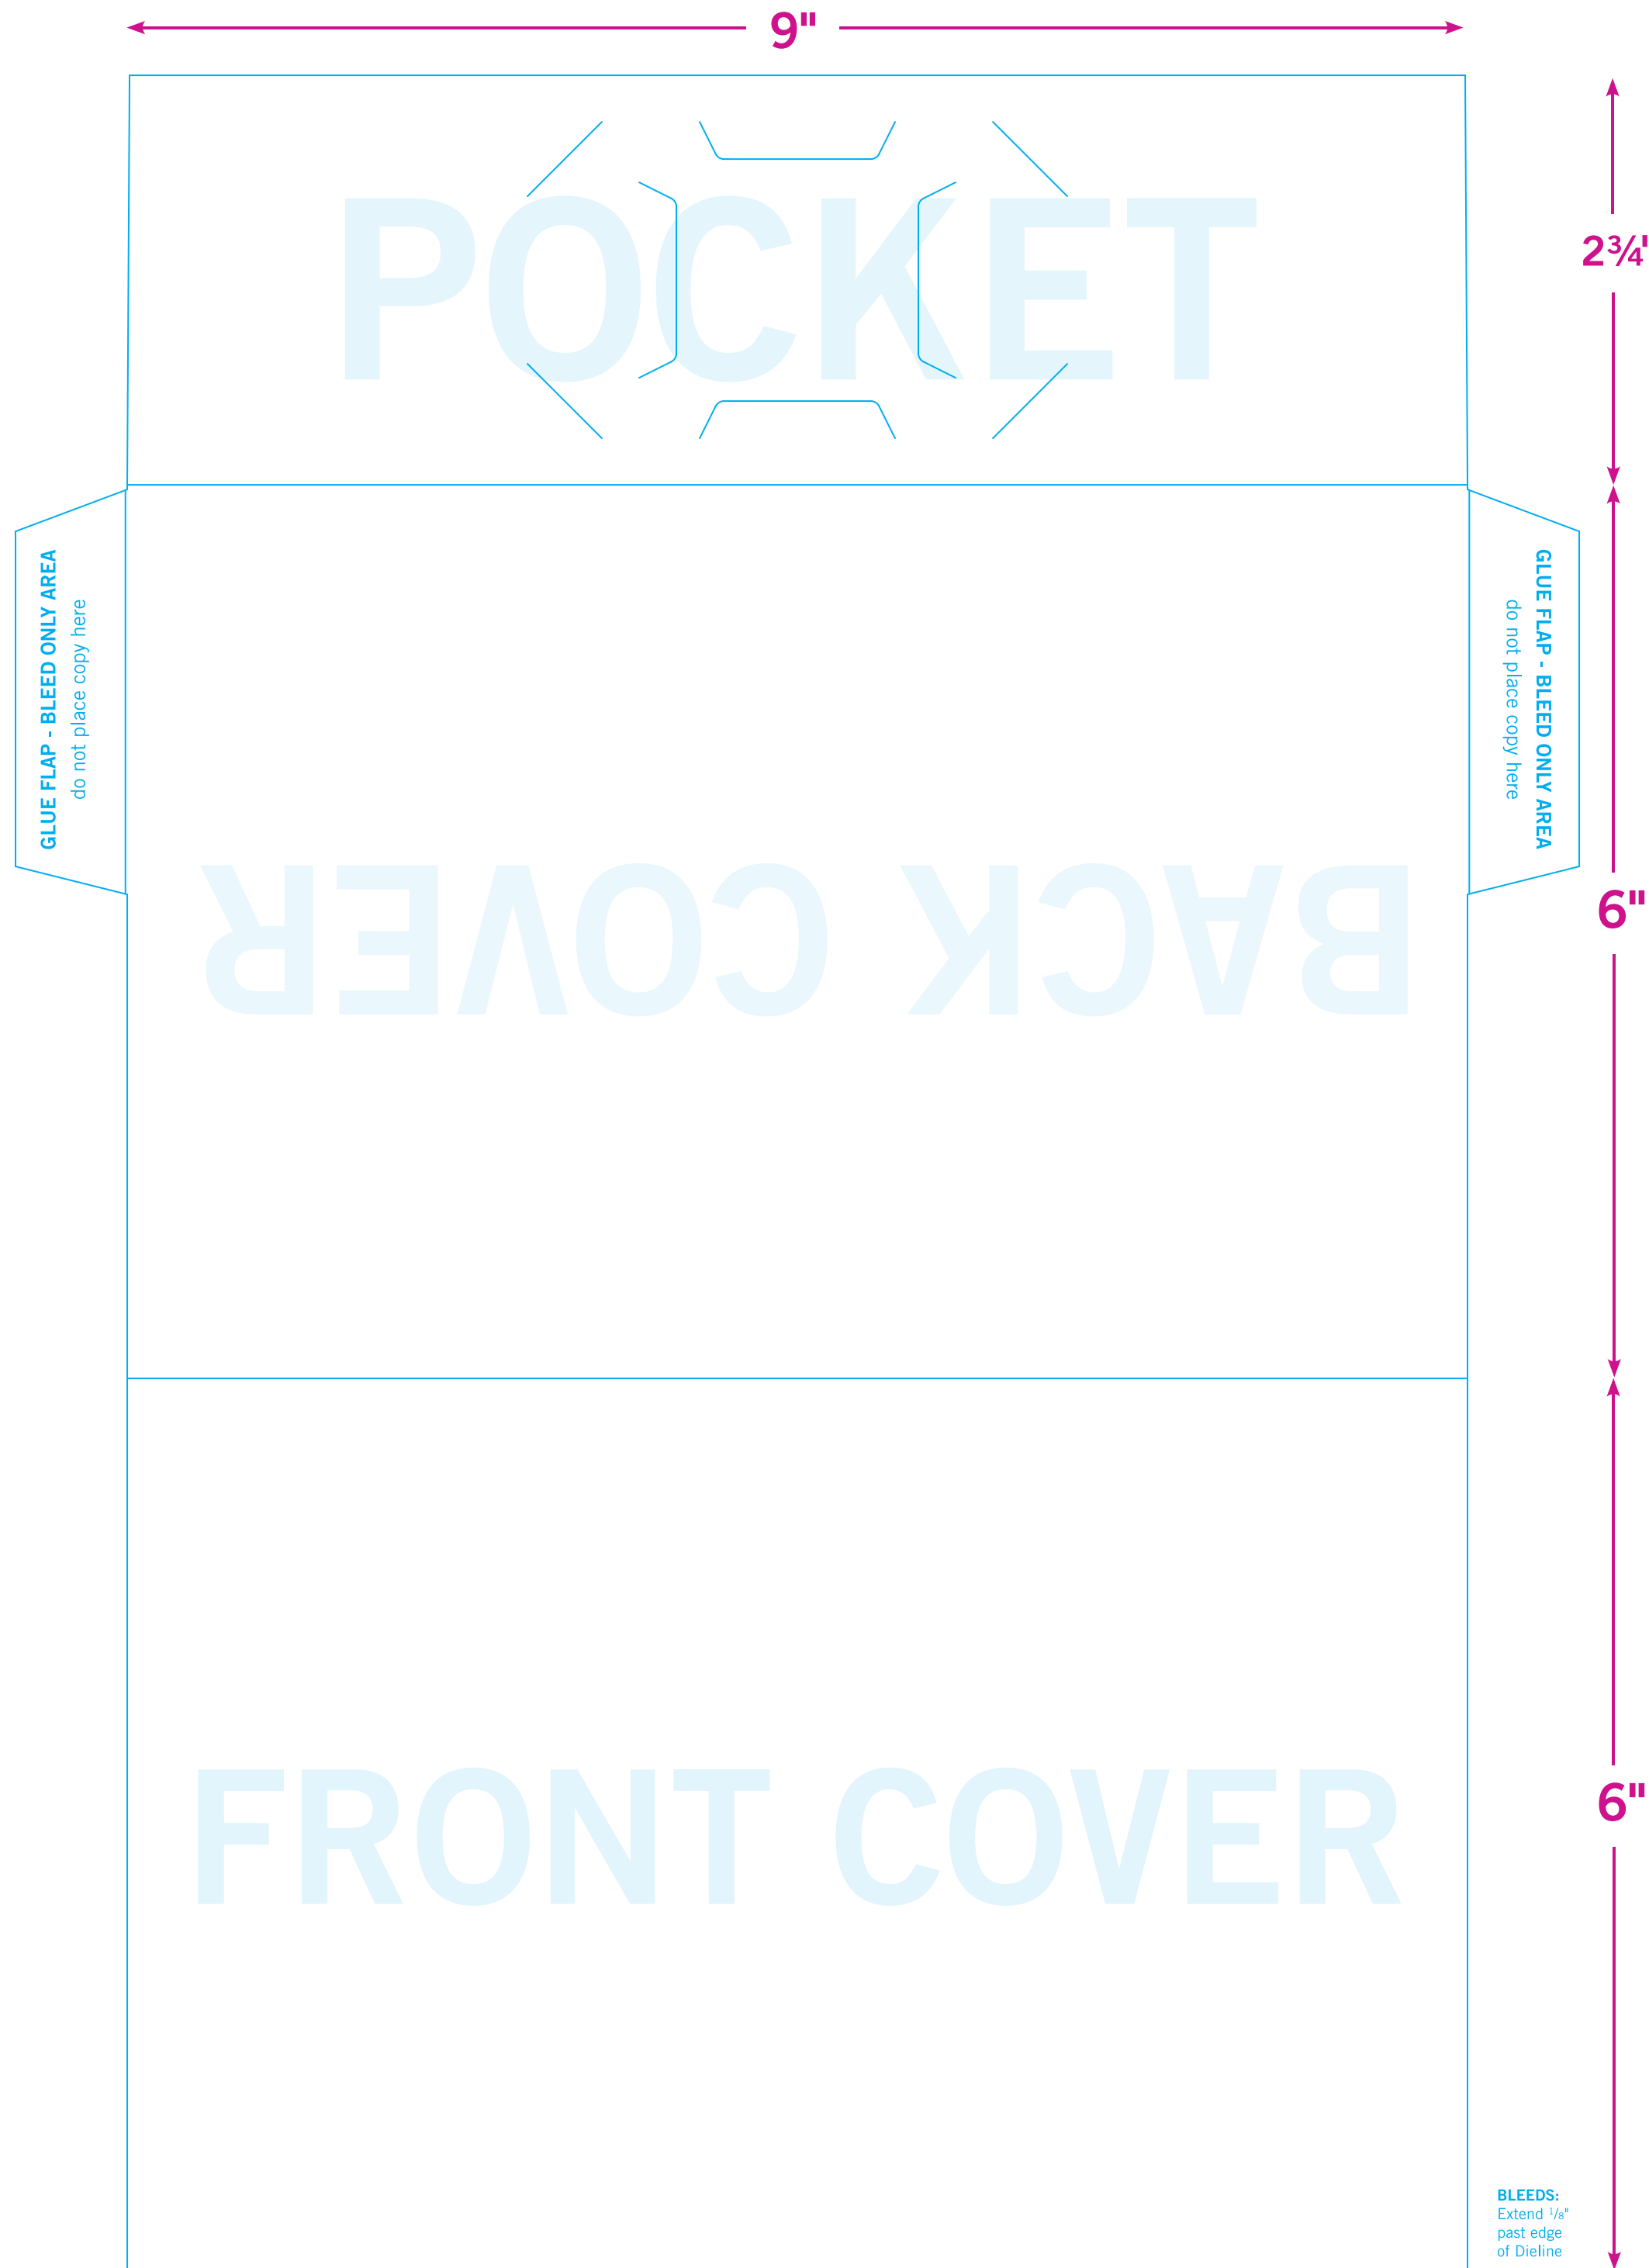 9"
POCKET
2¾"
GLUE FLAP - BLEED ONLY AREA
do not place copy here
GLUE FLAP - BLEED ONLY AREA
do not place copy here
6"
BACK COVER
FRONT COVER
6"
BLEEDS:
Extend 1/8"
past edge
of Dieline